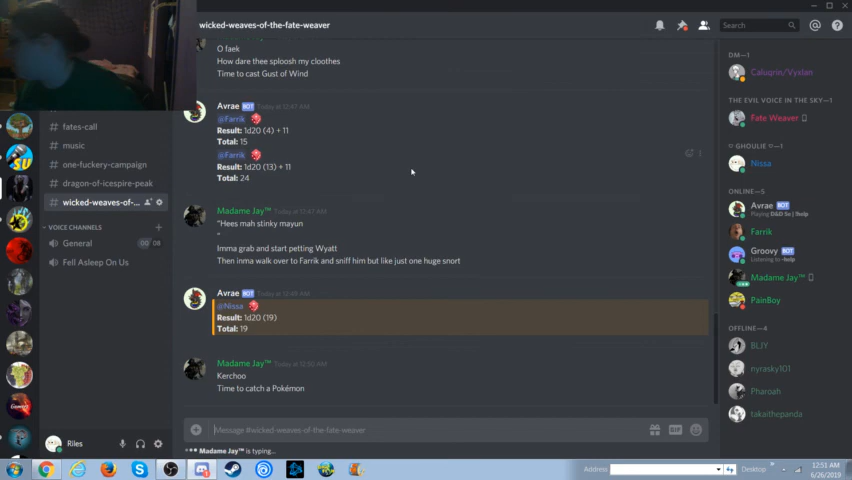 wicked-weaves-of-the-fate-weaver
Search
O faek
How dare thee sploosh my cloothes
Time to cast Gust of Wind
Avrae BOT Today at 12:47 AM
@Farrik
Result: 1d20 (4) + 11
Total: 15
@Farrik
Result: 1d20 (13) + 11
Total: 24
Madame Jay™ Today at 12:47 AM
"Hees mah stinky mayun
"
Imma grab and start petting Wyatt
Then inma walk over to Farrik and sniff him but like just one huge snort
Avrae BOT Today at 12:49 AM
@Nissa
Result: 1d20 (19)
Total: 19
Madame Jay™ Today at 12:50 AM
Kerchoo
Time to catch a Pokémon
Message #wicked-weaves-of-the-fate-weaver
GIF
Madame Jay™ is typing...
# fates-call
# music
# one-fuckery-campaign
# dragon-of-icespire-peak
# wicked-weaves-of-...
VOICE CHANNELS
General
00 08
Fell Asleep On Us
Riles
DM—1
Caluqrin/Vyxlan
THE EVIL VOICE IN THE SKY—1
Fate Weaver
GHOULIE —1
Nissa
ONLINE—5
Avrae BOT
Playing D&D 5e | !help
Farrik
Groovy BOT
Listening to -help
Madame Jay™
PainBoy
OFFLINE—4
BLJY
nyrasky101
Pharoah
takaithepanda
Address
Desktop
12:51 AM
6/26/2019